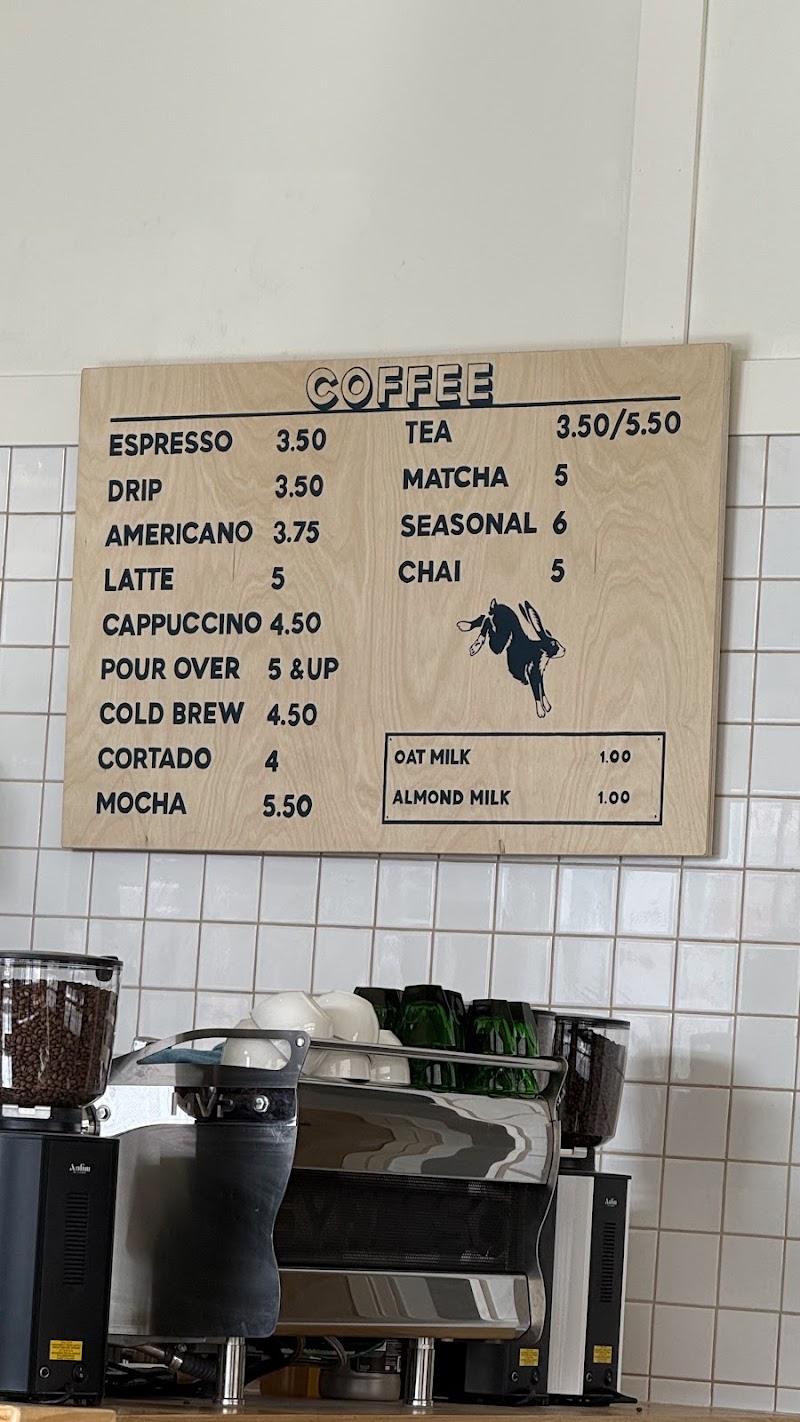 COFFEE
ESPRESSO 3.50
DRIP 3.50
AMERICANO 3.75
LATTE 5
CAPPUCCINO 4.50
POUR OVER 5 &UP
COLD BREW 4.50
CORTADO 4
MOCHA 5.50
TEA 3.50/5.50
MATCHA 5
SEASONAL 6
CHAI 5
OAT MILK 1.00
ALMOND MILK 1.00
MVP